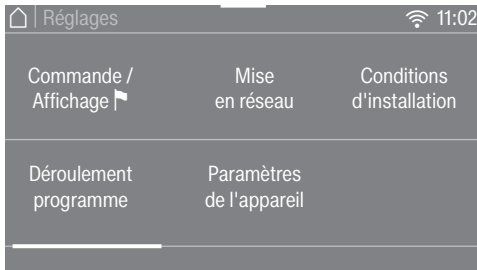 Réglages 11:02
Commande / Affichage
Mise en réseau
Conditions d'installation
Déroulement programme
Paramètres de l'appareil